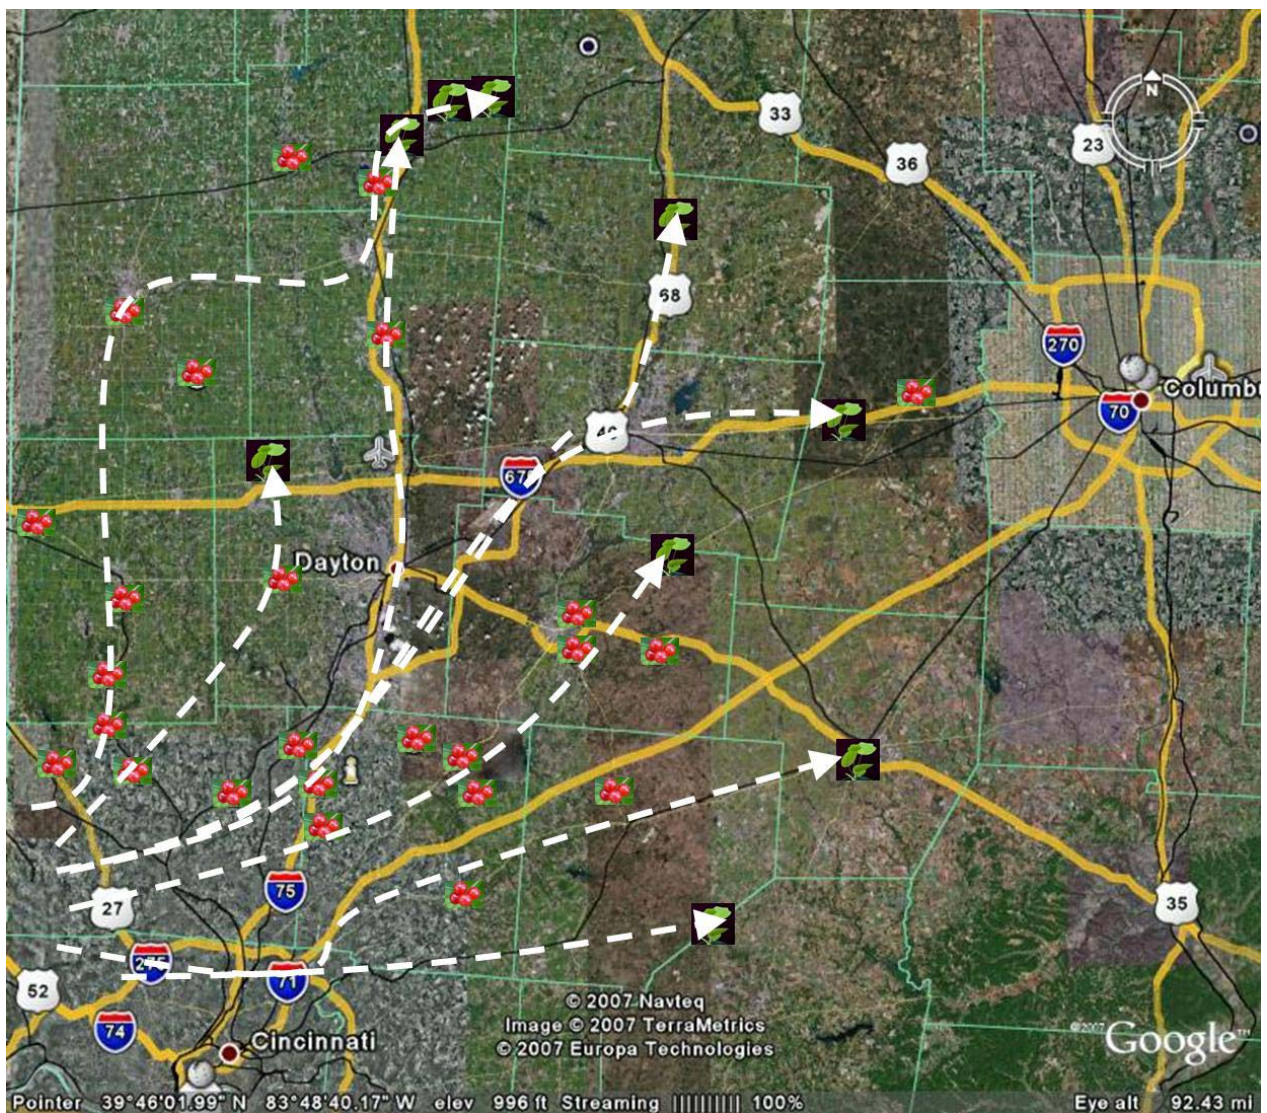 N
33
36
23
68
270
Columbu
70
40
67
Dayton
75
27
35
275
71
52
74
Cincinnati
© 2007 Navteq
Image © 2007 TerraMetrics
© 2007 Europa Technologies
©2007 Google™
Pointer 39°46'01.99" N 83°48'40.17" W elev 996 ft Streaming |||||||||| 100% Eye alt 92.43 mi